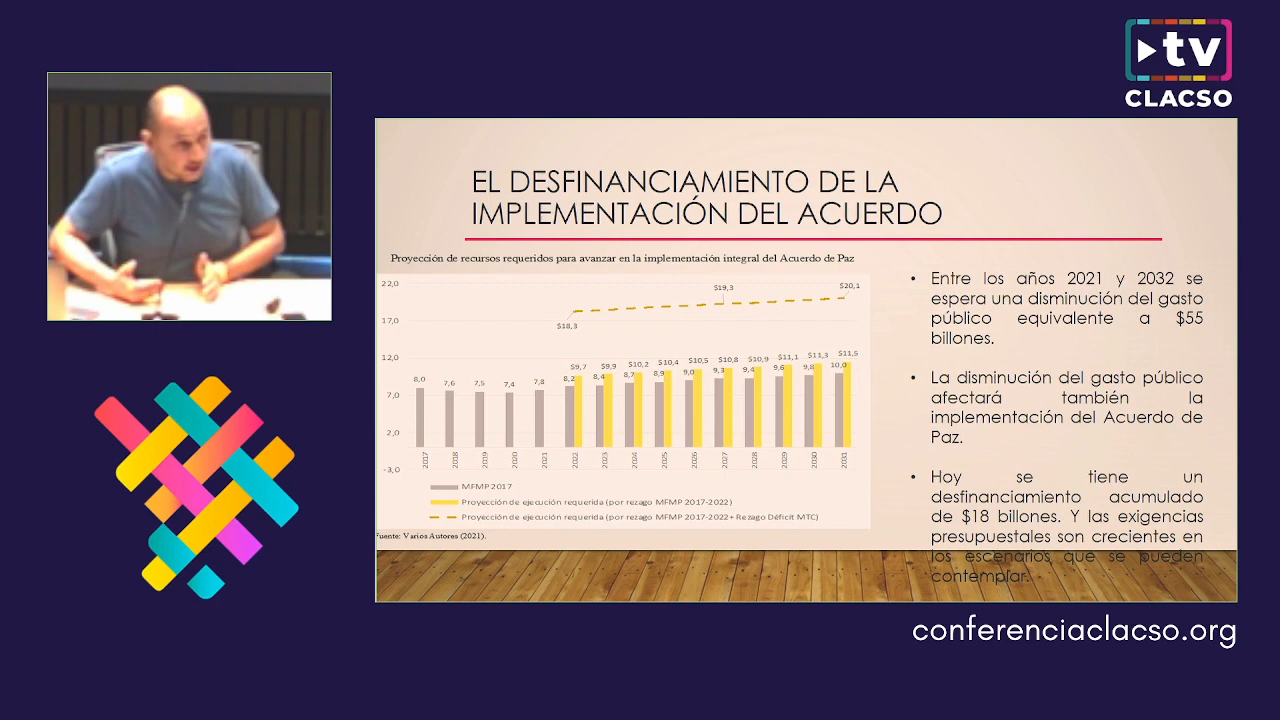 tv
CLACSO
EL DESFINANCIAMIENTO DE LA
IMPLEMENTACIÓN DEL ACUERDO
Proyección de recursos requeridos para avanzar en la implementación integral del Acuerdo de Paz
22,0
17,0
12,0
7,0
2,0
-3,0
$18,3
$19,3
$20,1
$9,7 $9,9 $10,2 $10,4 $10,5 $10,8 $10,9 $11,1 $11,3 $11,5
8,0 7,6 7,5 7,4 7,8 8,2 8,4 8,7 8,9 9,0 9,3 9,4 9,6 9,8 10,0
2017 2018 2019 2020 2021 2022 2023 2024 2025 2026 2027 2028 2029 2030 2031
MFMP 2017
Proyección de ejecución requerida (por rezago MFMP 2017-2022)
Proyección de ejecución requerida (por rezago MFMP 2017-2022+ Rezago Déficit MTC)
Fuente: Varios Autores (2021).
• Entre los años 2021 y 2032 se
espera una disminución del gasto
público equivalente a $55
billones.
• La disminución del gasto público
afectará también la
implementación del Acuerdo de
Paz.
• Hoy se tiene un
desfinanciamiento acumulado
de $18 billones. Y las exigencias
presupuestales son crecientes en
los escenarios que se pueden
contemplar.
conferenciaclacso.org